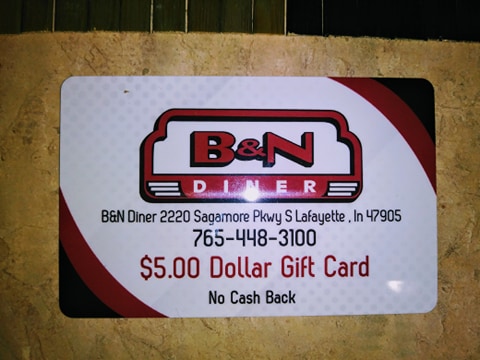 B&N
DINER
B&N Diner 2220 Sagamore Pkwy S Lafayette , In 47905
765-448-3100
$5.00 Dollar Gift Card
No Cash Back